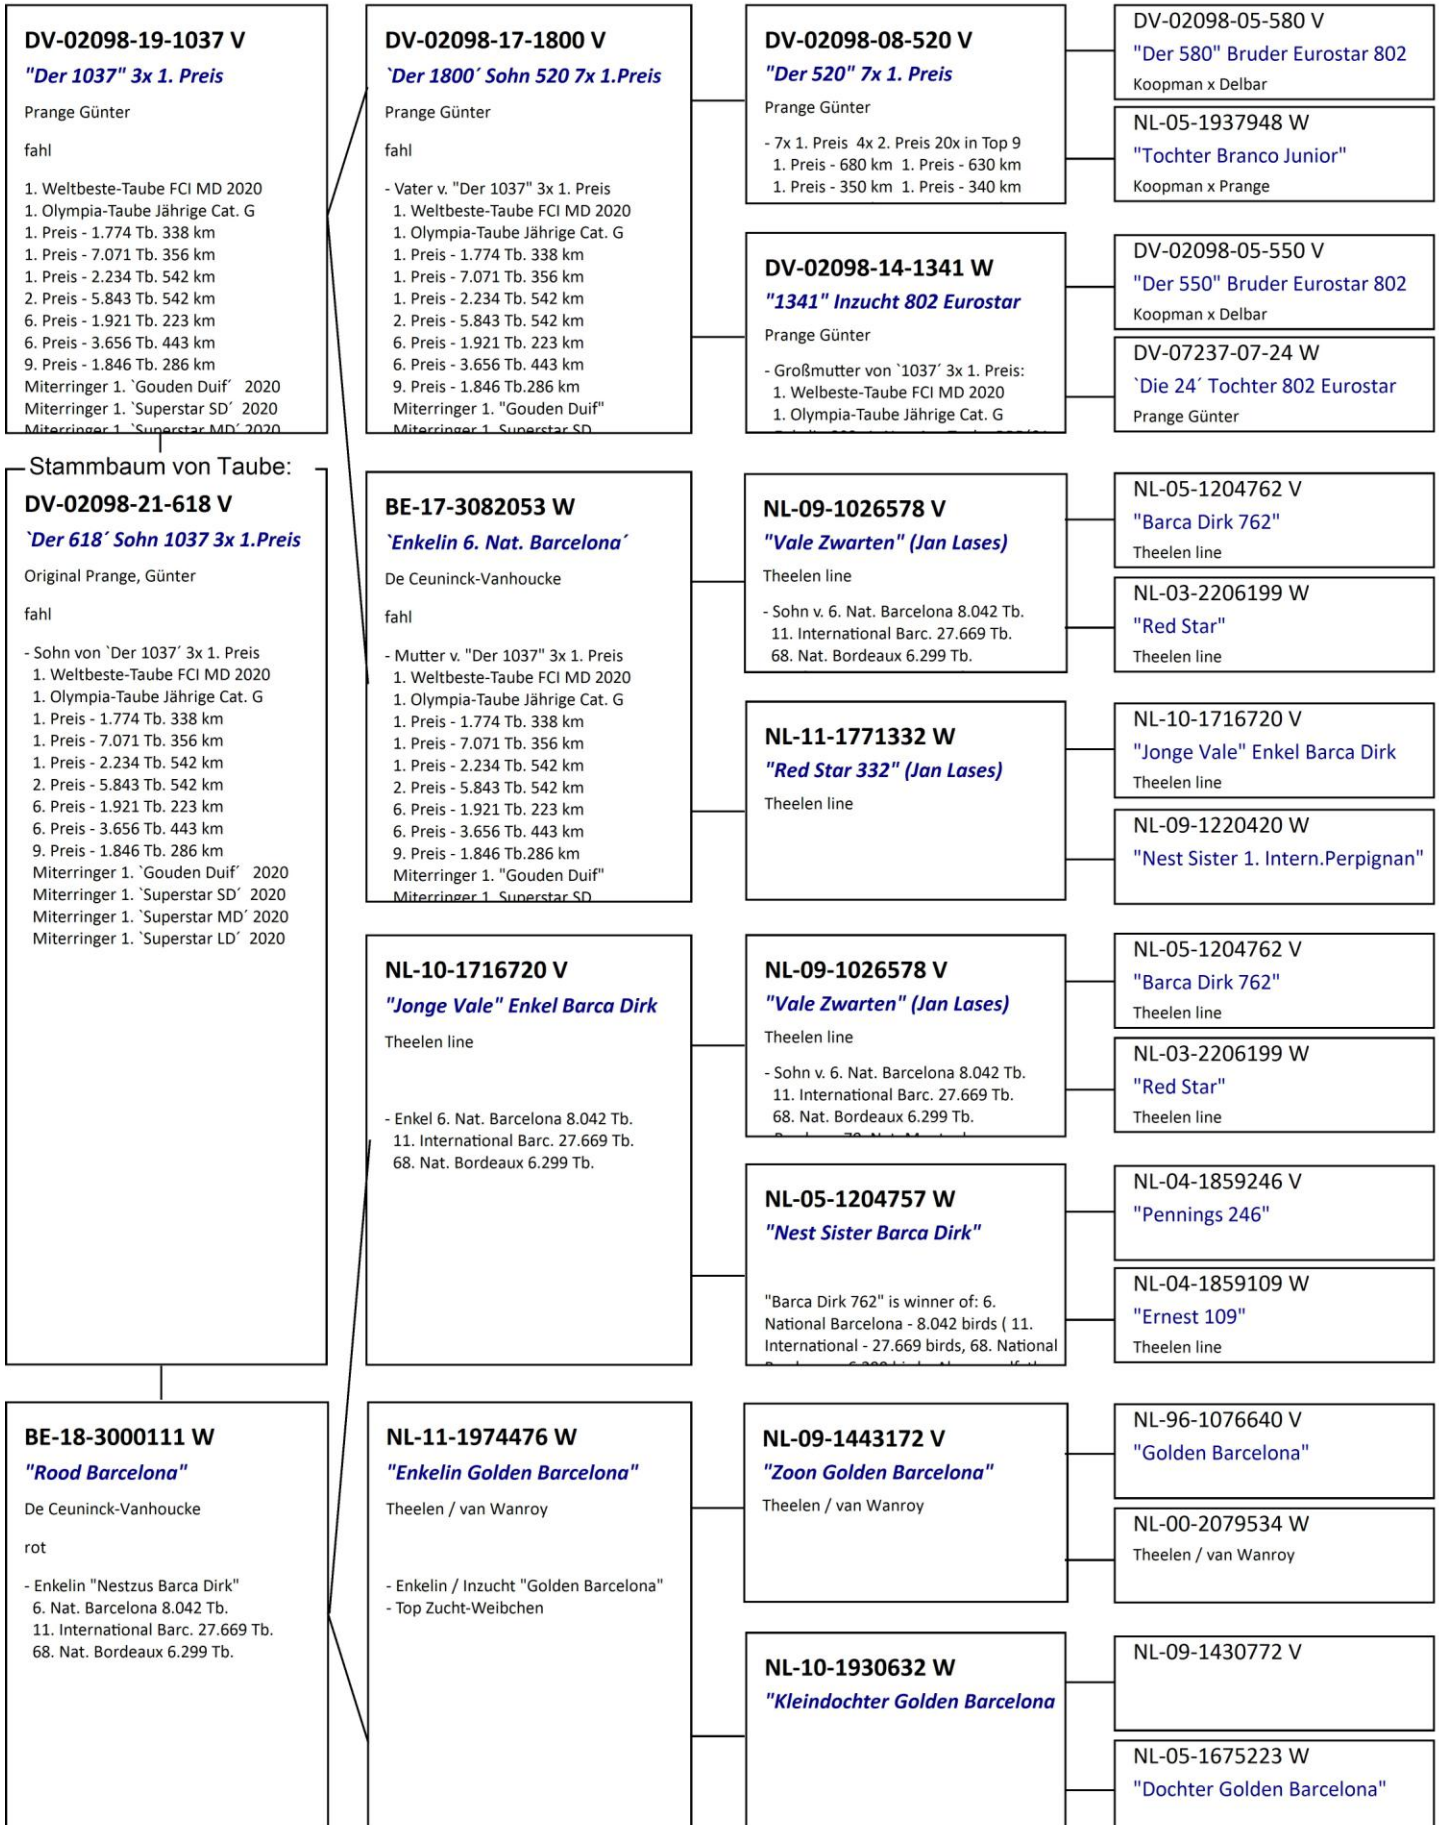 DV-02098-19-1037 V
"Der 1037" 3x 1. Preis
Prange Günter
fahl
1. Weltbeste-Taube FCI MD 2020
1. Olympia-Taube Jährige Cat. G
1. Preis - 1.774 Tb. 338 km
1. Preis - 7.071 Tb. 356 km
1. Preis - 2.234 Tb. 542 km
2. Preis - 5.843 Tb. 542 km
6. Preis - 1.921 Tb. 223 km
6. Preis - 3.656 Tb. 443 km
9. Preis - 1.846 Tb. 286 km
Miterringer 1. `Gouden Duif´ 2020
Miterringer 1. `Superstar SD´ 2020
Miterringer 1. `Superstar MD´ 2020
Stammbaum von Taube:
DV-02098-21-618 V
`Der 618´ Sohn 1037 3x 1.Preis
Original Prange, Günter
fahl
- Sohn von `Der 1037´ 3x 1. Preis
1. Weltbeste-Taube FCI MD 2020
1. Olympia-Taube Jährige Cat. G
1. Preis - 1.774 Tb. 338 km
1. Preis - 7.071 Tb. 356 km
1. Preis - 2.234 Tb. 542 km
2. Preis - 5.843 Tb. 542 km
6. Preis - 1.921 Tb. 223 km
6. Preis - 3.656 Tb. 443 km
9. Preis - 1.846 Tb. 286 km
Miterringer 1. `Gouden Duif´ 2020
Miterringer 1. `Superstar SD´ 2020
Miterringer 1. `Superstar MD´ 2020
Miterringer 1. `Superstar LD´ 2020
BE-18-3000111 W
"Rood Barcelona"
De Ceuninck-Vanhoucke
rot
- Enkelin "Nestzus Barca Dirk"
6. Nat. Barcelona 8.042 Tb.
11. International Barc. 27.669 Tb.
68. Nat. Bordeaux 6.299 Tb.
DV-02098-17-1800 V
`Der 1800´ Sohn 520 7x 1.Preis
Prange Günter
fahl
- Vater v. "Der 1037" 3x 1. Preis
1. Weltbeste-Taube FCI MD 2020
1. Olympia-Taube Jährige Cat. G
1. Preis - 1.774 Tb. 338 km
1. Preis - 7.071 Tb. 356 km
1. Preis - 2.234 Tb. 542 km
2. Preis - 5.843 Tb. 542 km
6. Preis - 1.921 Tb. 223 km
6. Preis - 3.656 Tb. 443 km
9. Preis - 1.846 Tb.286 km
Miterringer 1. "Gouden Duif"
Miterringer 1. Superstar SD
BE-17-3082053 W
`Enkelin 6. Nat. Barcelona´
De Ceuninck-Vanhoucke
fahl
- Mutter v. "Der 1037" 3x 1. Preis
1. Weltbeste-Taube FCI MD 2020
1. Olympia-Taube Jährige Cat. G
1. Preis - 1.774 Tb. 338 km
1. Preis - 7.071 Tb. 356 km
1. Preis - 2.234 Tb. 542 km
2. Preis - 5.843 Tb. 542 km
6. Preis - 1.921 Tb. 223 km
6. Preis - 3.656 Tb. 443 km
9. Preis - 1.846 Tb.286 km
Miterringer 1. "Gouden Duif"
Miterringer 1. Superstar SD
NL-10-1716720 V
"Jonge Vale" Enkel Barca Dirk
Theelen line
- Enkel 6. Nat. Barcelona 8.042 Tb.
11. International Barc. 27.669 Tb.
68. Nat. Bordeaux 6.299 Tb.
NL-11-1974476 W
"Enkelin Golden Barcelona"
Theelen / van Wanroy
- Enkelin / Inzucht "Golden Barcelona"
- Top Zucht-Weibchen
DV-02098-08-520 V
"Der 520" 7x 1. Preis
Prange Günter
- 7x 1. Preis 4x 2. Preis 20x in Top 9
1. Preis - 680 km 1. Preis - 630 km
1. Preis - 350 km 1. Preis - 340 km
DV-02098-14-1341 W
"1341" Inzucht 802 Eurostar
Prange Günter
- Großmutter von `1037´ 3x 1. Preis:
1. Welbeste-Taube FCI MD 2020
1. Olympia-Taube Jährige Cat. G
NL-09-1026578 V
"Vale Zwarten" (Jan Lases)
Theelen line
- Sohn v. 6. Nat. Barcelona 8.042 Tb.
11. International Barc. 27.669 Tb.
68. Nat. Bordeaux 6.299 Tb.
NL-11-1771332 W
"Red Star 332" (Jan Lases)
Theelen line
NL-09-1026578 V
"Vale Zwarten" (Jan Lases)
Theelen line
- Sohn v. 6. Nat. Barcelona 8.042 Tb.
11. International Barc. 27.669 Tb.
68. Nat. Bordeaux 6.299 Tb.
NL-05-1204757 W
"Nest Sister Barca Dirk"
"Barca Dirk 762" is winner of: 6.
National Barcelona - 8.042 birds ( 11.
International - 27.669 birds, 68. National
NL-09-1443172 V
"Zoon Golden Barcelona"
Theelen / van Wanroy
NL-10-1930632 W
"Kleindochter Golden Barcelona
DV-02098-05-580 V
"Der 580" Bruder Eurostar 802
Koopman x Delbar
NL-05-1937948 W
"Tochter Branco Junior"
Koopman x Prange
DV-02098-05-550 V
"Der 550" Bruder Eurostar 802
Koopman x Delbar
DV-07237-07-24 W
`Die 24´ Tochter 802 Eurostar
Prange Günter
NL-05-1204762 V
"Barca Dirk 762"
Theelen line
NL-03-2206199 W
"Red Star"
Theelen line
NL-10-1716720 V
"Jonge Vale" Enkel Barca Dirk
Theelen line
NL-09-1220420 W
"Nest Sister 1. Intern.Perpignan"
NL-05-1204762 V
"Barca Dirk 762"
Theelen line
NL-03-2206199 W
"Red Star"
Theelen line
NL-04-1859246 V
"Pennings 246"
NL-04-1859109 W
"Ernest 109"
Theelen line
NL-96-1076640 V
"Golden Barcelona"
NL-00-2079534 W
Theelen / van Wanroy
NL-09-1430772 V
NL-05-1675223 W
"Dochter Golden Barcelona"